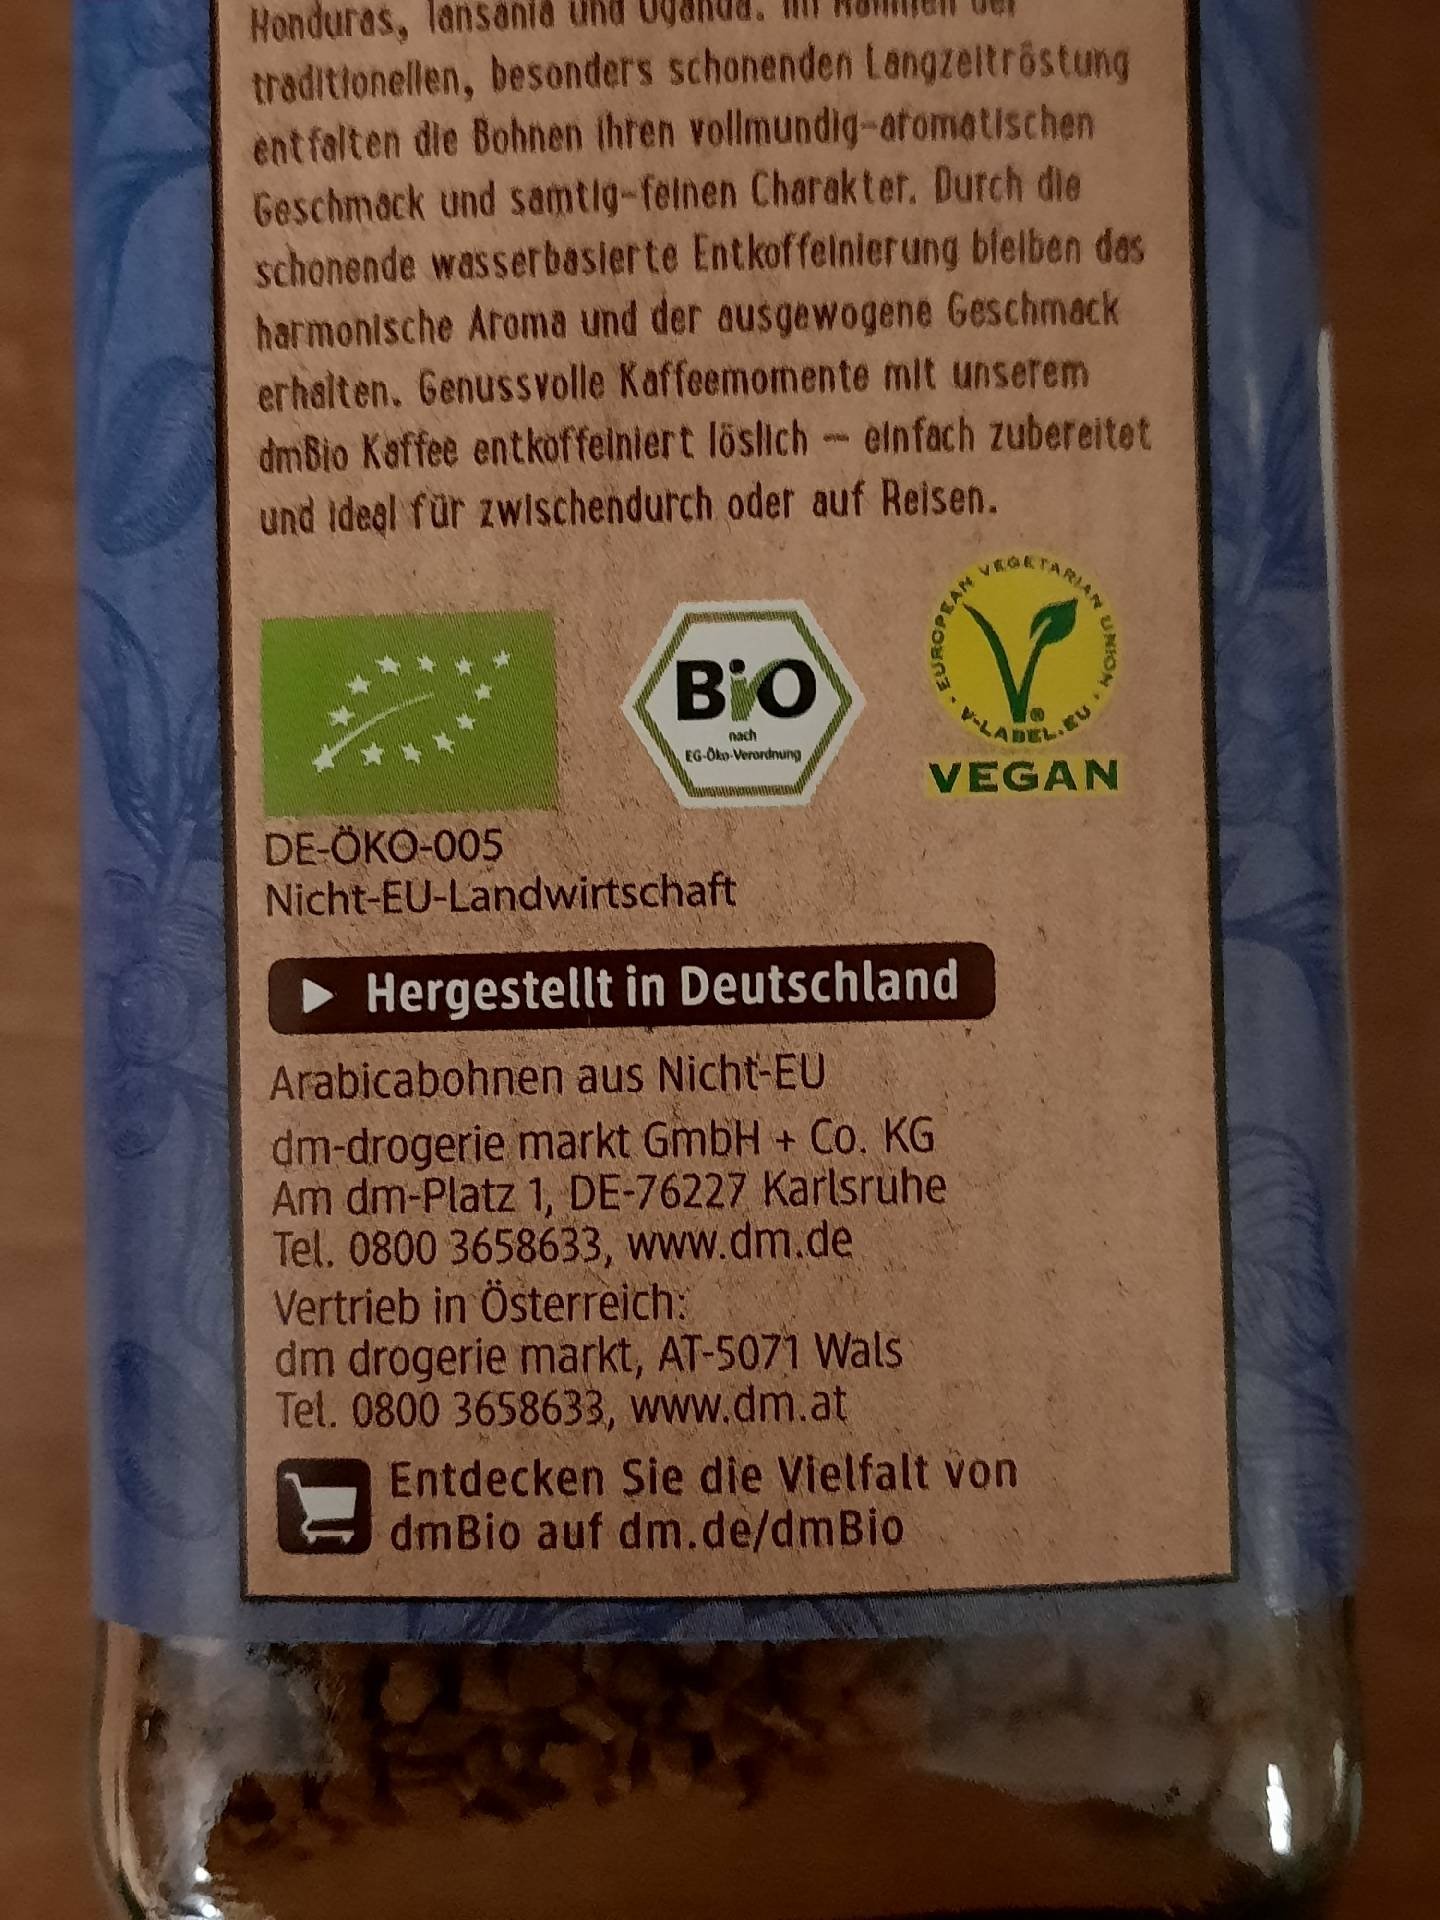 Honduras, Tansania und Uganda. Im Rahmen der
traditionellen, besonders schonenden Langzeitröstung
entfalten die Bohnen ihren vollmundig-aromatischen
Geschmack und samtig-feinen Charakter. Durch die
schonende wasserbasierte Entkoffeinierung bleiben das
harmonische Aroma und der ausgewogene Geschmack
erhalten. Genussvolle Kaffeemomente mit unserem
dmBio Kaffee entkoffeiniert löslich – einfach zubereitet
und ideal für zwischendurch oder auf Reisen.
Bio
nach
EG-Öko-Verordnung
EUROPEAN VEGETARIAN UNION
V-LABEL.EU
®
VEGAN
DE-ÖKO-005
Nicht-EU-Landwirtschaft
Hergestellt in Deutschland
Arabicabohnen aus Nicht-EU
dm-drogerie markt GmbH + Co. KG
Am dm-Platz 1, DE-76227 Karlsruhe
Tel. 0800 3658633, www.dm.de
Vertrieb in Österreich:
dm drogerie markt, AT-5071 Wals
Tel. 0800 3658633, www.dm.at
Entdecken Sie die Vielfalt von
dmBio auf dm.de/dmBio